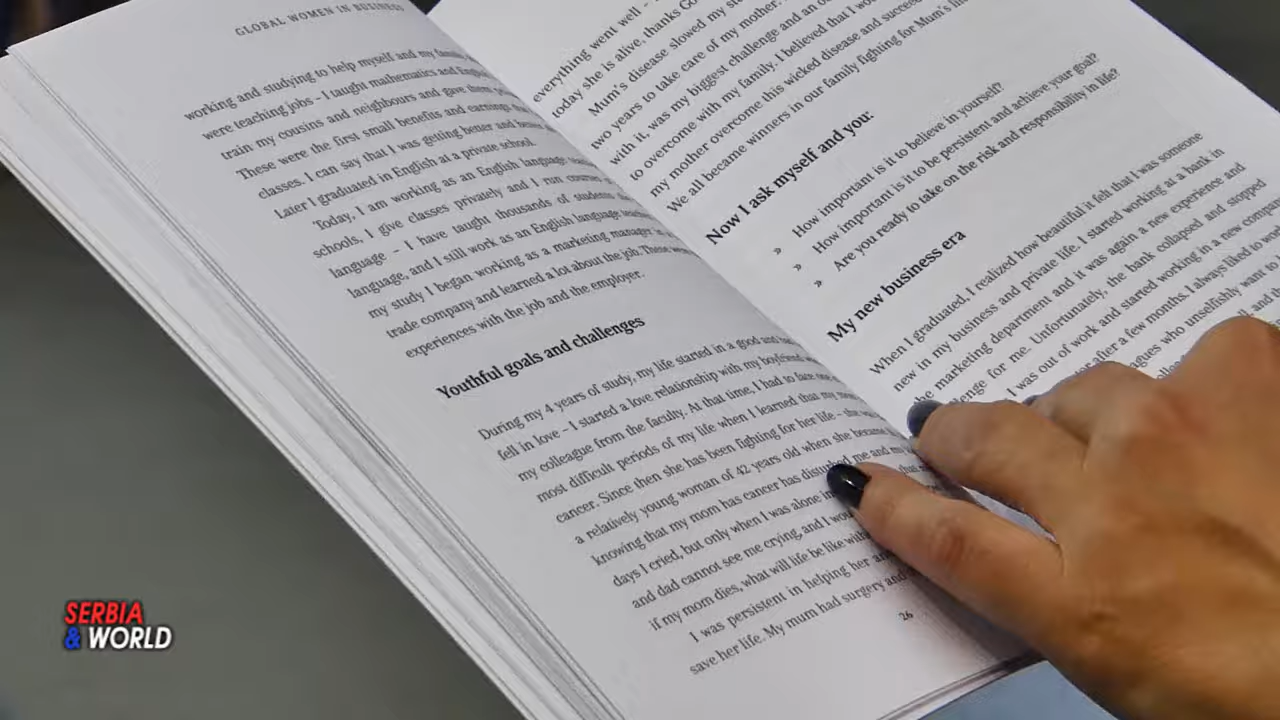 GLOBAL WOMEN IN BUSINESS
working and studying to help myself and my
were teaching jobs - I taught mathematics and
train my cousins and neighbours and gave
These were the first small benefits and
classes. I can say that I was getting better and
Later I graduated in English at a private school.
Today, I am working as an English language
schools, I give classes privately and I run
language - I have taught thousands of
language, and I still work as an English language
my study I began working as a marketing manager
trade company and learned a lot about the job. These
experiences with the job and the employer.
Youthful goals and challenges
During my 4 years of study, my life started in a good and
fell in love - I started a love relationship with my boyfriend
my colleague from the faculty. At that time, I had to face
most difficult periods of my life when I learned that my
cancer. Since then she has been fighting for her life - she
a relatively young woman of 42 years old when she became
knowing that my mom has cancer has disturbed me and
days I cried, but only when I was alone that
and dad cannot see me crying, and I
if my mom dies, what will life be like
I was persistent in helping her
save her life. My mum had surgery and
26
everything went well -
today she is alive, thanks
Mum's disease slowed my
two years to take care of my mother.
with it, was my biggest challenge and an
to overcome with my family. I believed that I
my mother overcome this wicked disease and
We all became winners in our family fighting for Mum's
Now I ask myself and you:
» How important is it to believe in yourself?
» How important is it to be persistent and achieve your goal?
» Are you ready to take on the risk and responsibility in life?
My new business era
When I graduated, I realized how beautiful it felt that I was someone
new in my business and private life. I started working at a bank in
the marketing department and it was again a new experience and
for me. Unfortunately, the bank collapsed and stopped
I was out of work and started working in a new
after a few months. I always liked to
who unselfishly want to
SERBIA
& WORLD